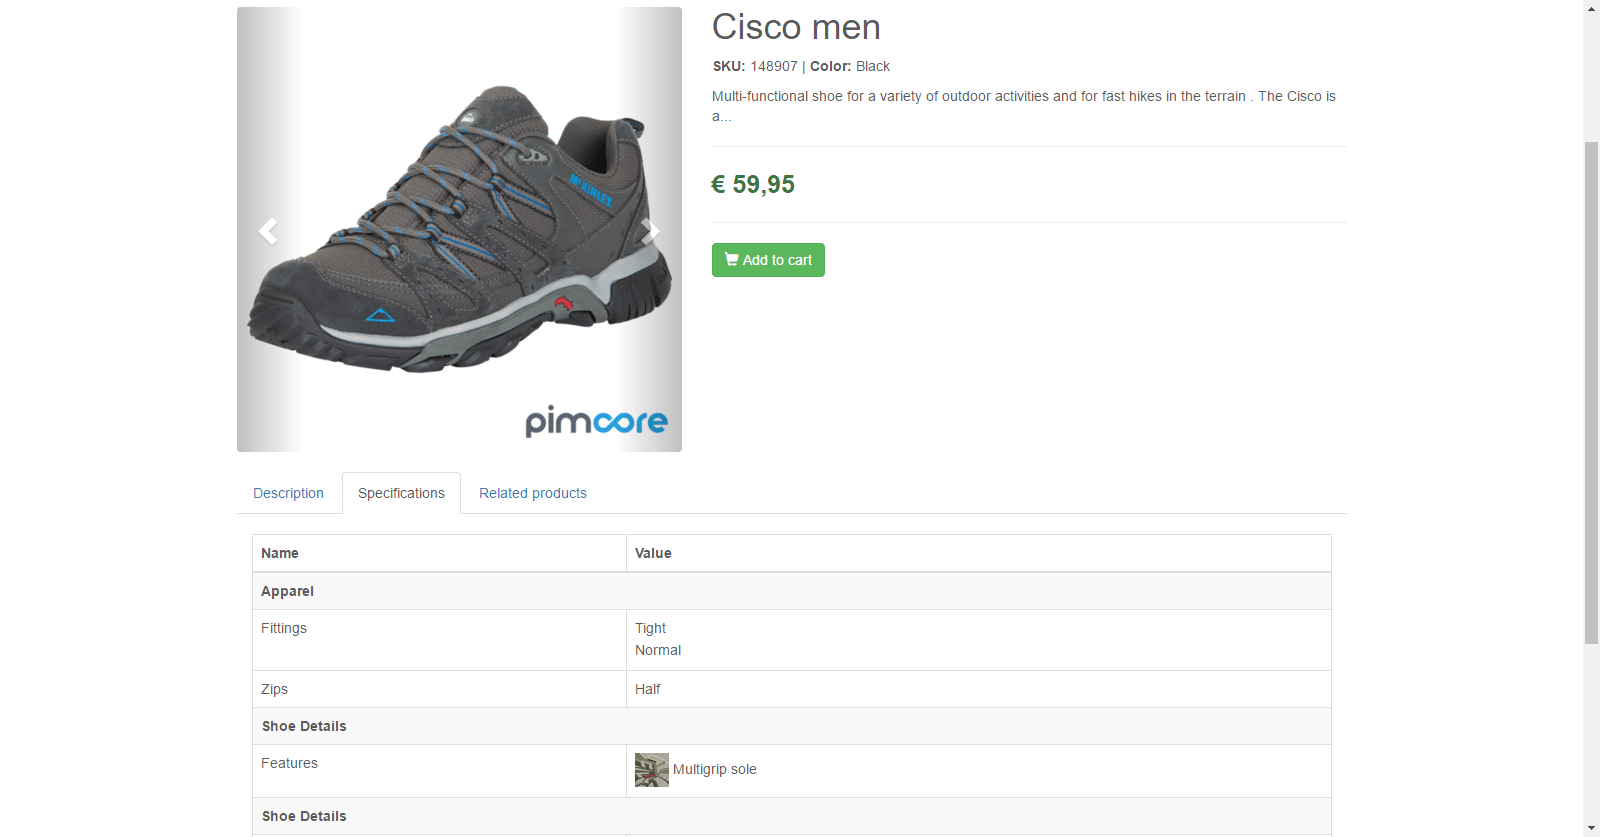 Cisco men
SKU: 148907 | Color: Black
Multi-functional shoe for a variety of outdoor activities and for fast hikes in the terrain . The Cisco is
a...
€ 59,95
Add to cart
McKINLEY
pimcore
Description
Specifications
Related products
Name
Value
Apparel
Fittings
Tight
Normal
Zips
Half
Shoe Details
Features
Multigrip sole
Shoe Details